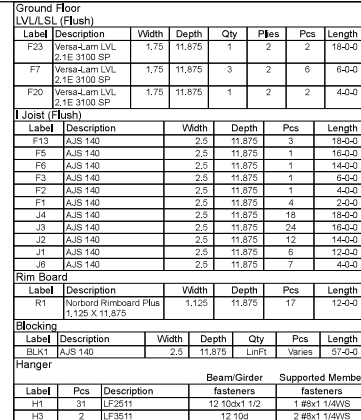 Ground Floor
LVL/LSL (Flush)
Label Description Width Depth Qty Plies Pcs Length
F23 Versa-Lam LVL 1.75 11.875 1 2 2 18-0-0
2.1E 3100 SP
F7 Versa-Lam LVL 1.75 11.875 3 2 6 6-0-0
2.1E 3100 SP
F20 Versa-Lam LVL 1.75 11.875 1 2 2 4-0-0
2.1E 3100 SP
I Joist (Flush)
Label Description Width Depth Pcs Length
F13 AJS 140 2.5 11.875 3 18-0-0
F5 AJS 140 2.5 11.875 1 16-0-0
F6 AJS 140 2.5 11.875 1 14-0-0
F3 AJS 140 2.5 11.875 1 6-0-0
F2 AJS 140 2.5 11.875 1 4-0-0
F1 AJS 140 2.5 11.875 4 2-0-0
J4 AJS 140 2.5 11.875 18 18-0-0
J3 AJS 140 2.5 11.875 24 16-0-0
J2 AJS 140 2.5 11.875 12 14-0-0
J1 AJS 140 2.5 11.875 6 12-0-0
J6 AJS 140 2.5 11.875 7 4-0-0
Rim Board
Label Description Width Depth Pcs Length
R1 Norbord Rimboard Plus 1.125 11.875 17 12-0-0
1.125 X 11.875
Blocking
Label Description Width Depth Qty Pcs Length
BLK1 AJS 140 2.5 11.875 LinFt Varies 57-0-0
Hanger
Beam/Girder Supported Membe
Label Pcs Description fasteners fasteners
H1 31 LF2511 12 10dx1 1/2 1 #8x1 1/4WS
H3 2 LF3511 12 10d 2 #8x1 1/4WS